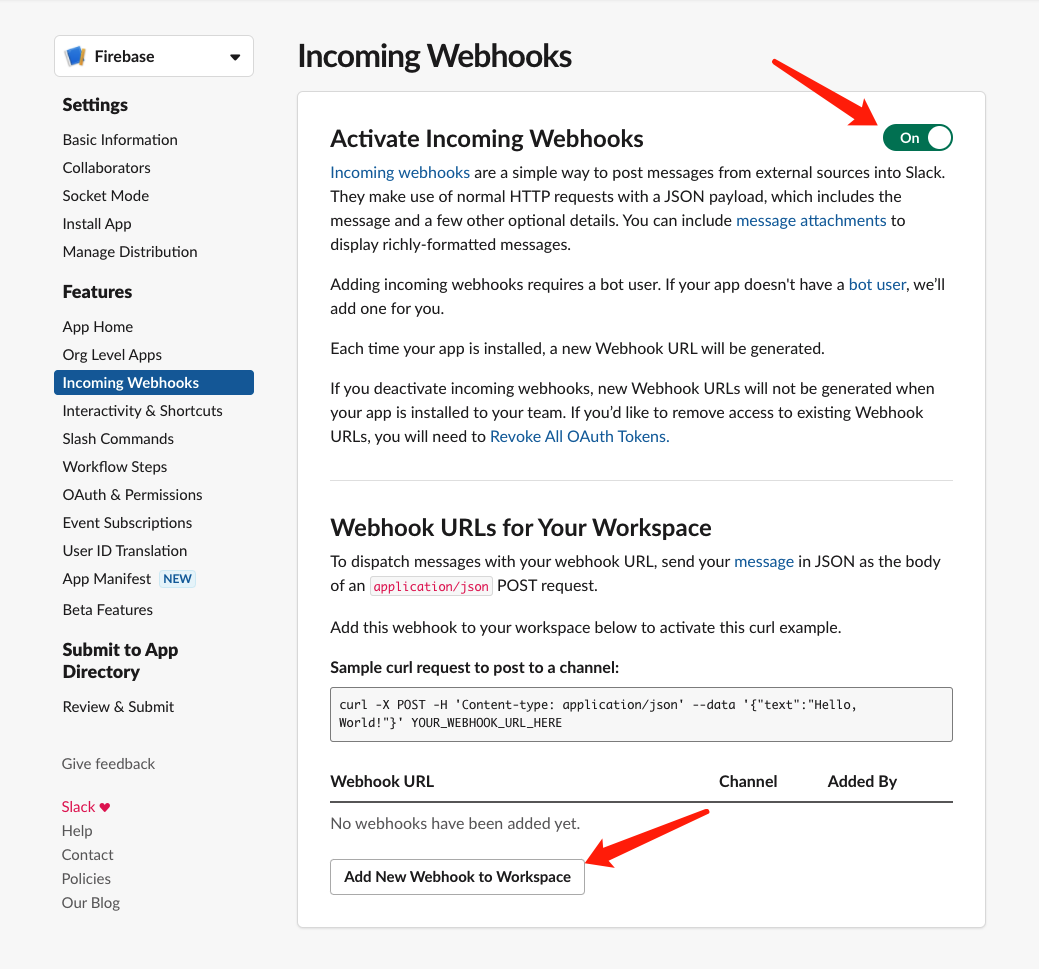 Firebase
Settings
Basic Information
Collaborators
Socket Mode
Install App
Manage Distribution
Features
App Home
Org Level Apps
Incoming Webhooks
Interactivity & Shortcuts
Slash Commands
Workflow Steps
OAuth & Permissions
Event Subscriptions
User ID Translation
App Manifest NEW
Beta Features
Submit to App
Directory
Review & Submit
Give feedback
Slack ♥
Help
Contact
Policies
Our Blog
Incoming Webhooks
Activate Incoming Webhooks
On
Incoming webhooks are a simple way to post messages from external sources into Slack.
They make use of normal HTTP requests with a JSON payload, which includes the
message and a few other optional details. You can include message attachments to
display richly-formatted messages.
Adding incoming webhooks requires a bot user. If your app doesn't have a bot user, we’ll
add one for you.
Each time your app is installed, a new Webhook URL will be generated.
If you deactivate incoming webhooks, new Webhook URLs will not be generated when
your app is installed to your team. If you’d like to remove access to existing Webhook
URLs, you will need to Revoke All OAuth Tokens.
Webhook URLs for Your Workspace
To dispatch messages with your webhook URL, send your message in JSON as the body
of an application/json POST request.
Add this webhook to your workspace below to activate this curl example.
Sample curl request to post to a channel:
curl -X POST -H 'Content-type: application/json' --data '{"text":"Hello,
World!"}' YOUR_WEBHOOK_URL_HERE
Webhook URL Channel Added By
No webhooks have been added yet.
Add New Webhook to Workspace